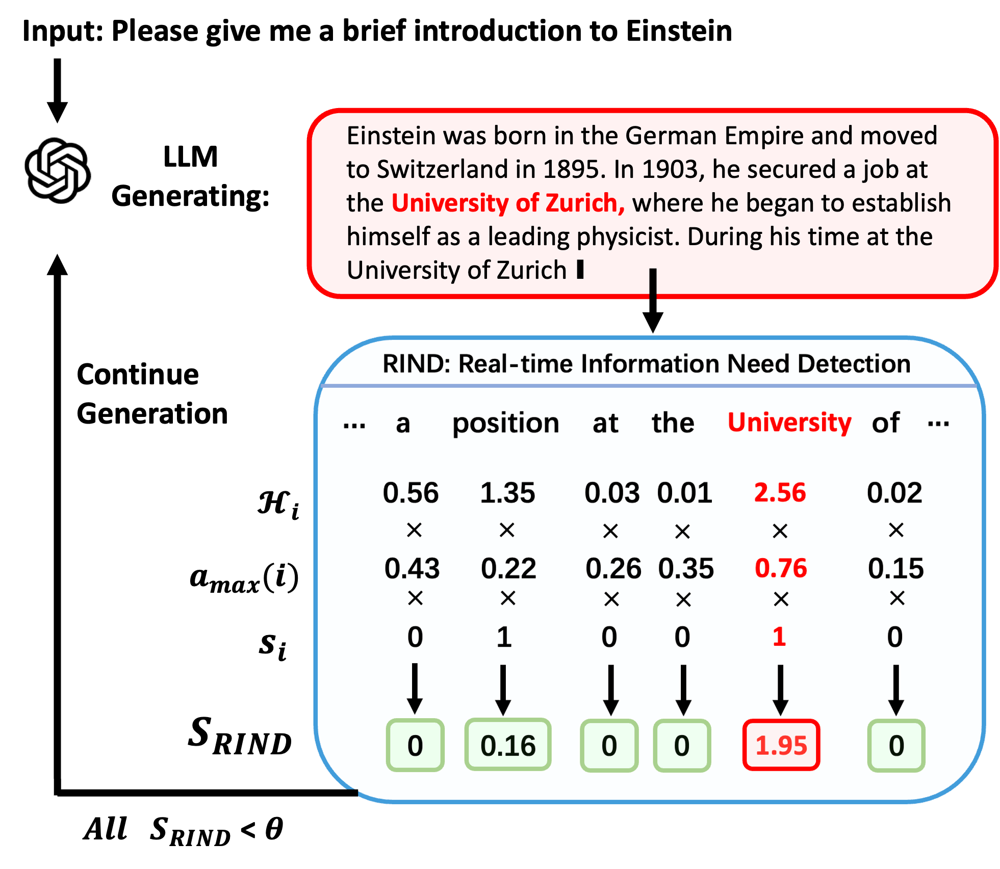 Input: Please give me a brief introduction to Einstein
LLM
Generating:
Einstein was born in the German Empire and moved
to Switzerland in 1895. In 1903, he secured a job at
the University of Zurich, where he began to establish
himself as a leading physicist. During his time at the
University of Zurich
Continue
Generation
RIND: Real-time Information Need Detection
... a position at the University of ...
ℋᵢ 0.56 1.35 0.03 0.01 2.56 0.02
× × × × × ×
aₘₐₓ(i) 0.43 0.22 0.26 0.35 0.76 0.15
× × × × × ×
sᵢ 0 1 0 0 1 0
S_RIND 0 0.16 0 0 1.95 0
All S_RIND < θ